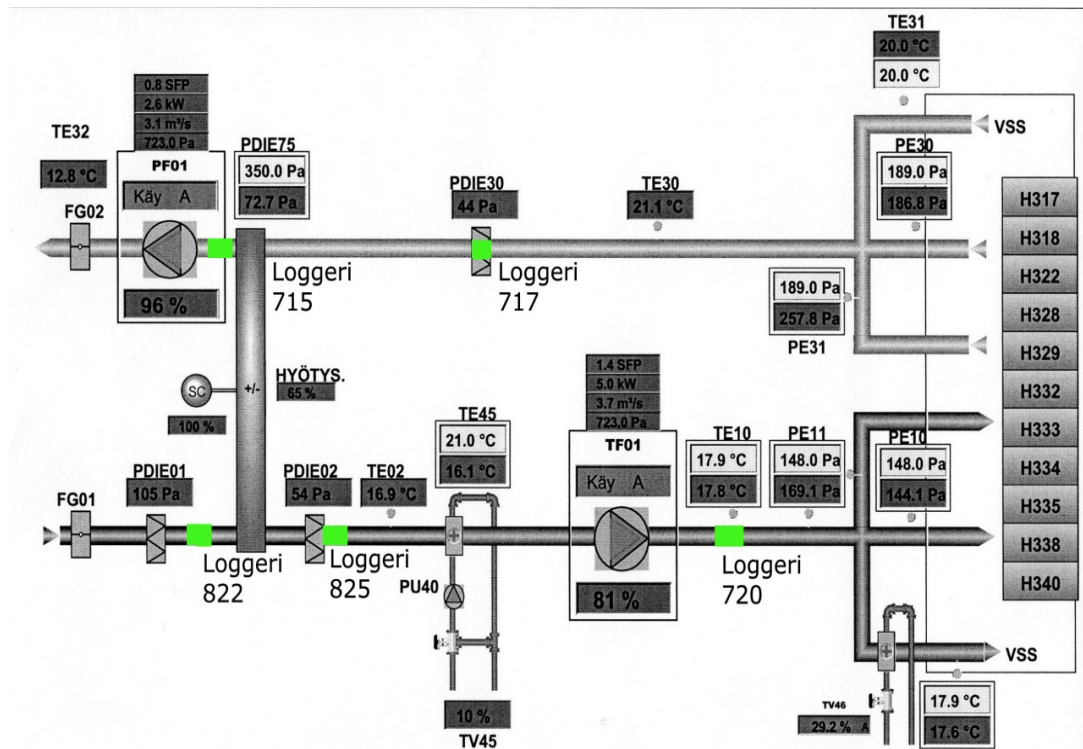 TE31
20.0 °C
20.0 °C
0.8 SFP
2.6 kW
3.1 m³/s
723.0 Pa
TE32
12.8 °C
PF01
Käy A
96 %
FG02
PDIE75
350.0 Pa
72.7 Pa
PDIE30
44 Pa
TE30
21.1 °C
VSS
PE30
189.0 Pa
186.8 Pa
Loggeri
715
Loggeri
717
189.0 Pa
257.8 Pa
PE31
H317
H318
H322
H328
H329
H332
H333
H334
H335
H338
H340
SC
+/-
100 %
HYÖTYS.
65 %
1.4 SFP
5.0 kW
3.7 m³/s
723.0 Pa
TE45
21.0 °C
16.1 °C
TF01
Käy A
81 %
TE10
17.9 °C
17.8 °C
PE11
148.0 Pa
169.1 Pa
PE10
148.0 Pa
144.1 Pa
FG01
PDIE01
105 Pa
PDIE02
54 Pa
TE02
16.9 °C
Loggeri
822
Loggeri
825
PU40
Loggeri
720
10 %
TV45
VSS
TV46
29.2 % A
17.9 °C
17.6 °C